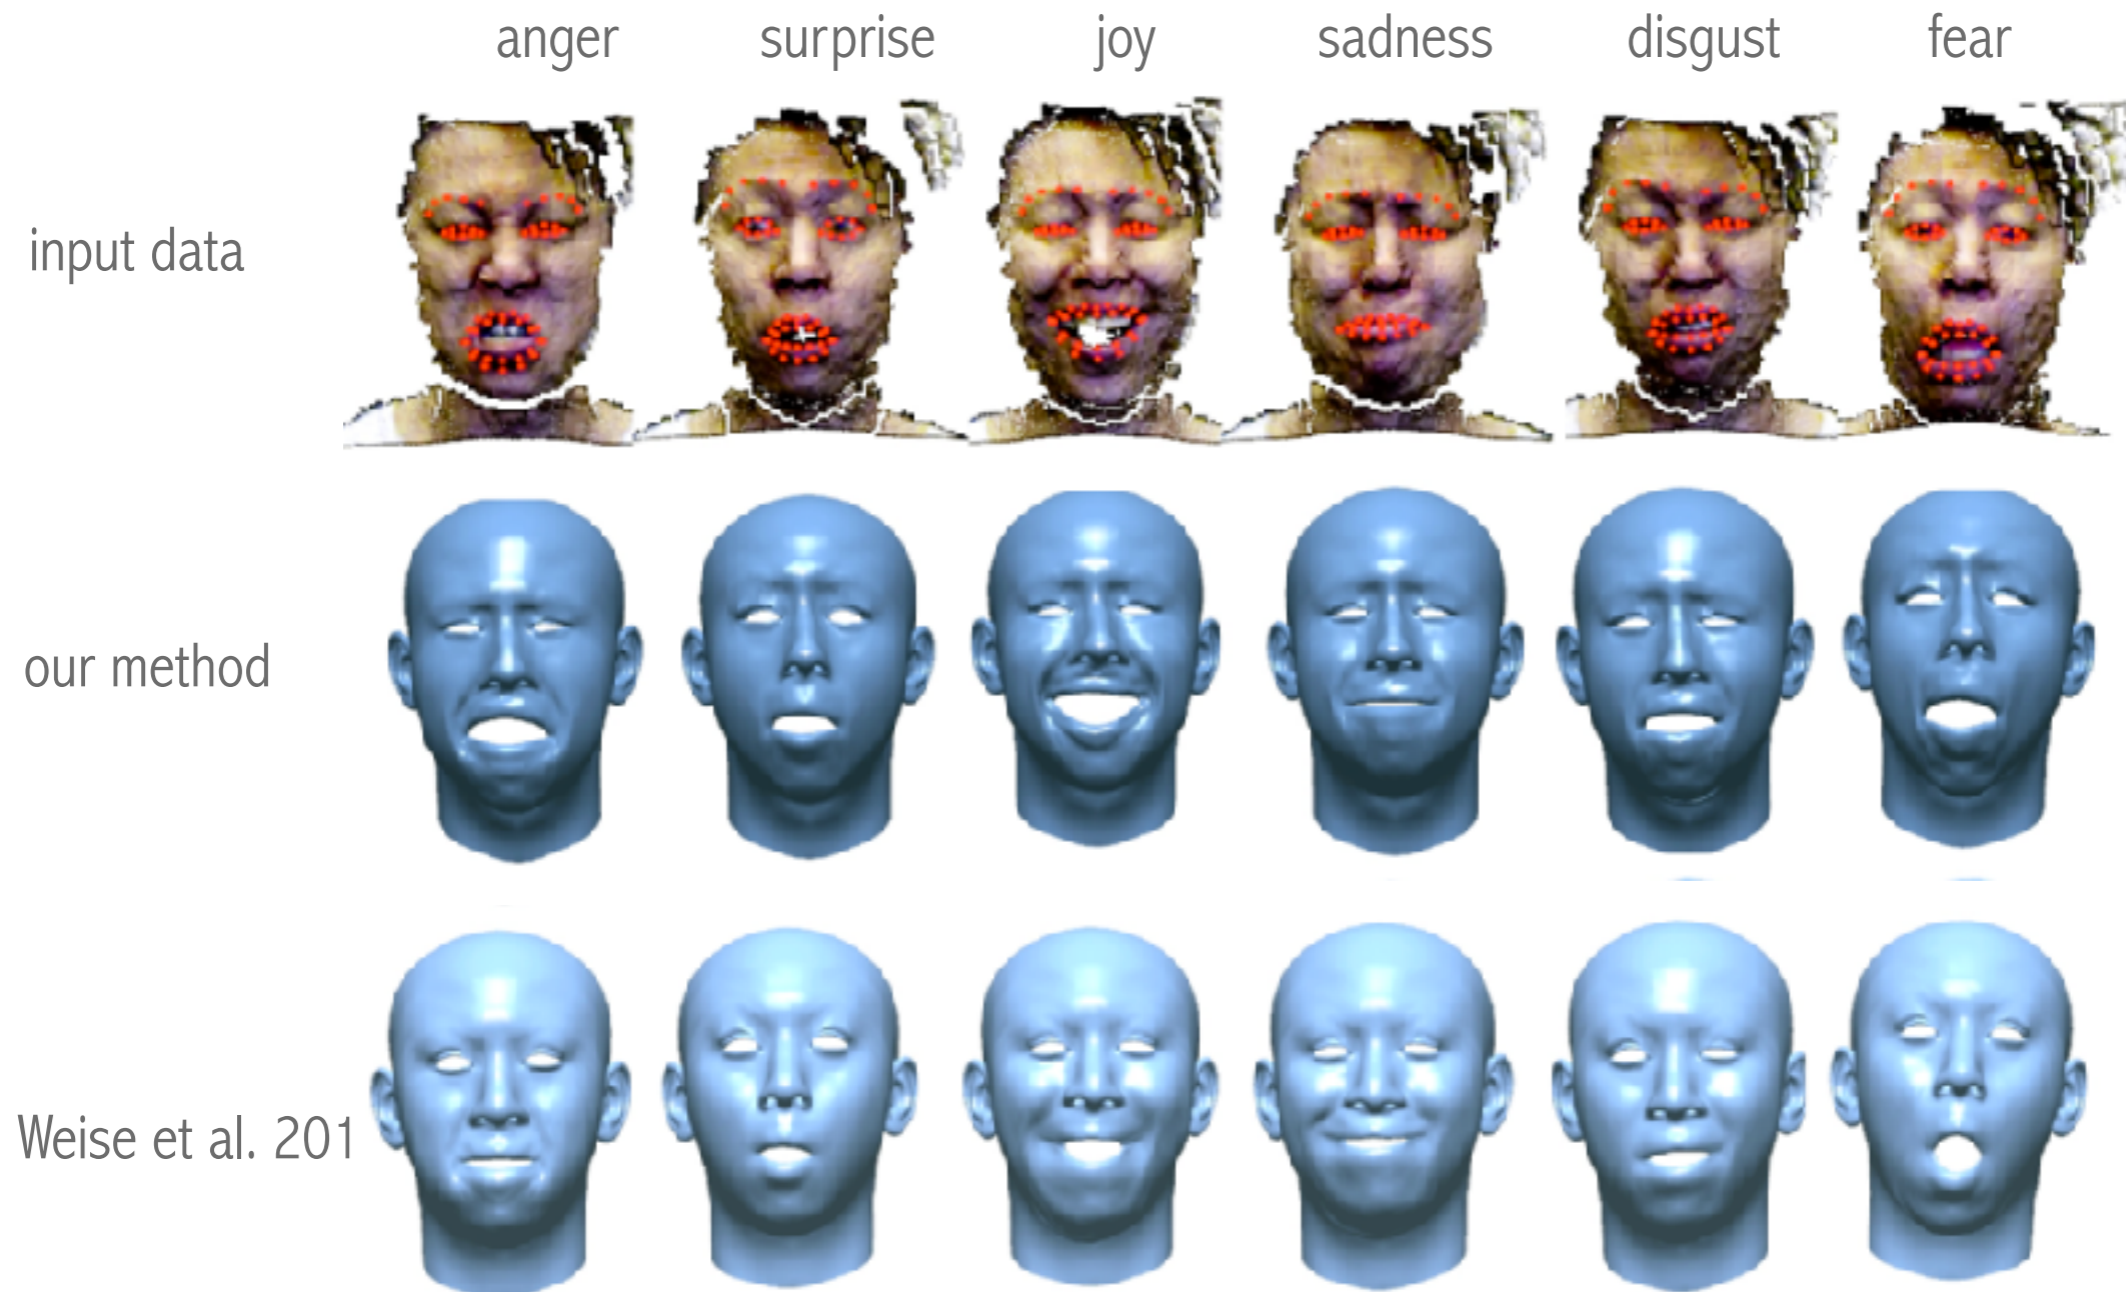 anger surprise joy sadness disgust fear
input data
our method
Weise et al. 201